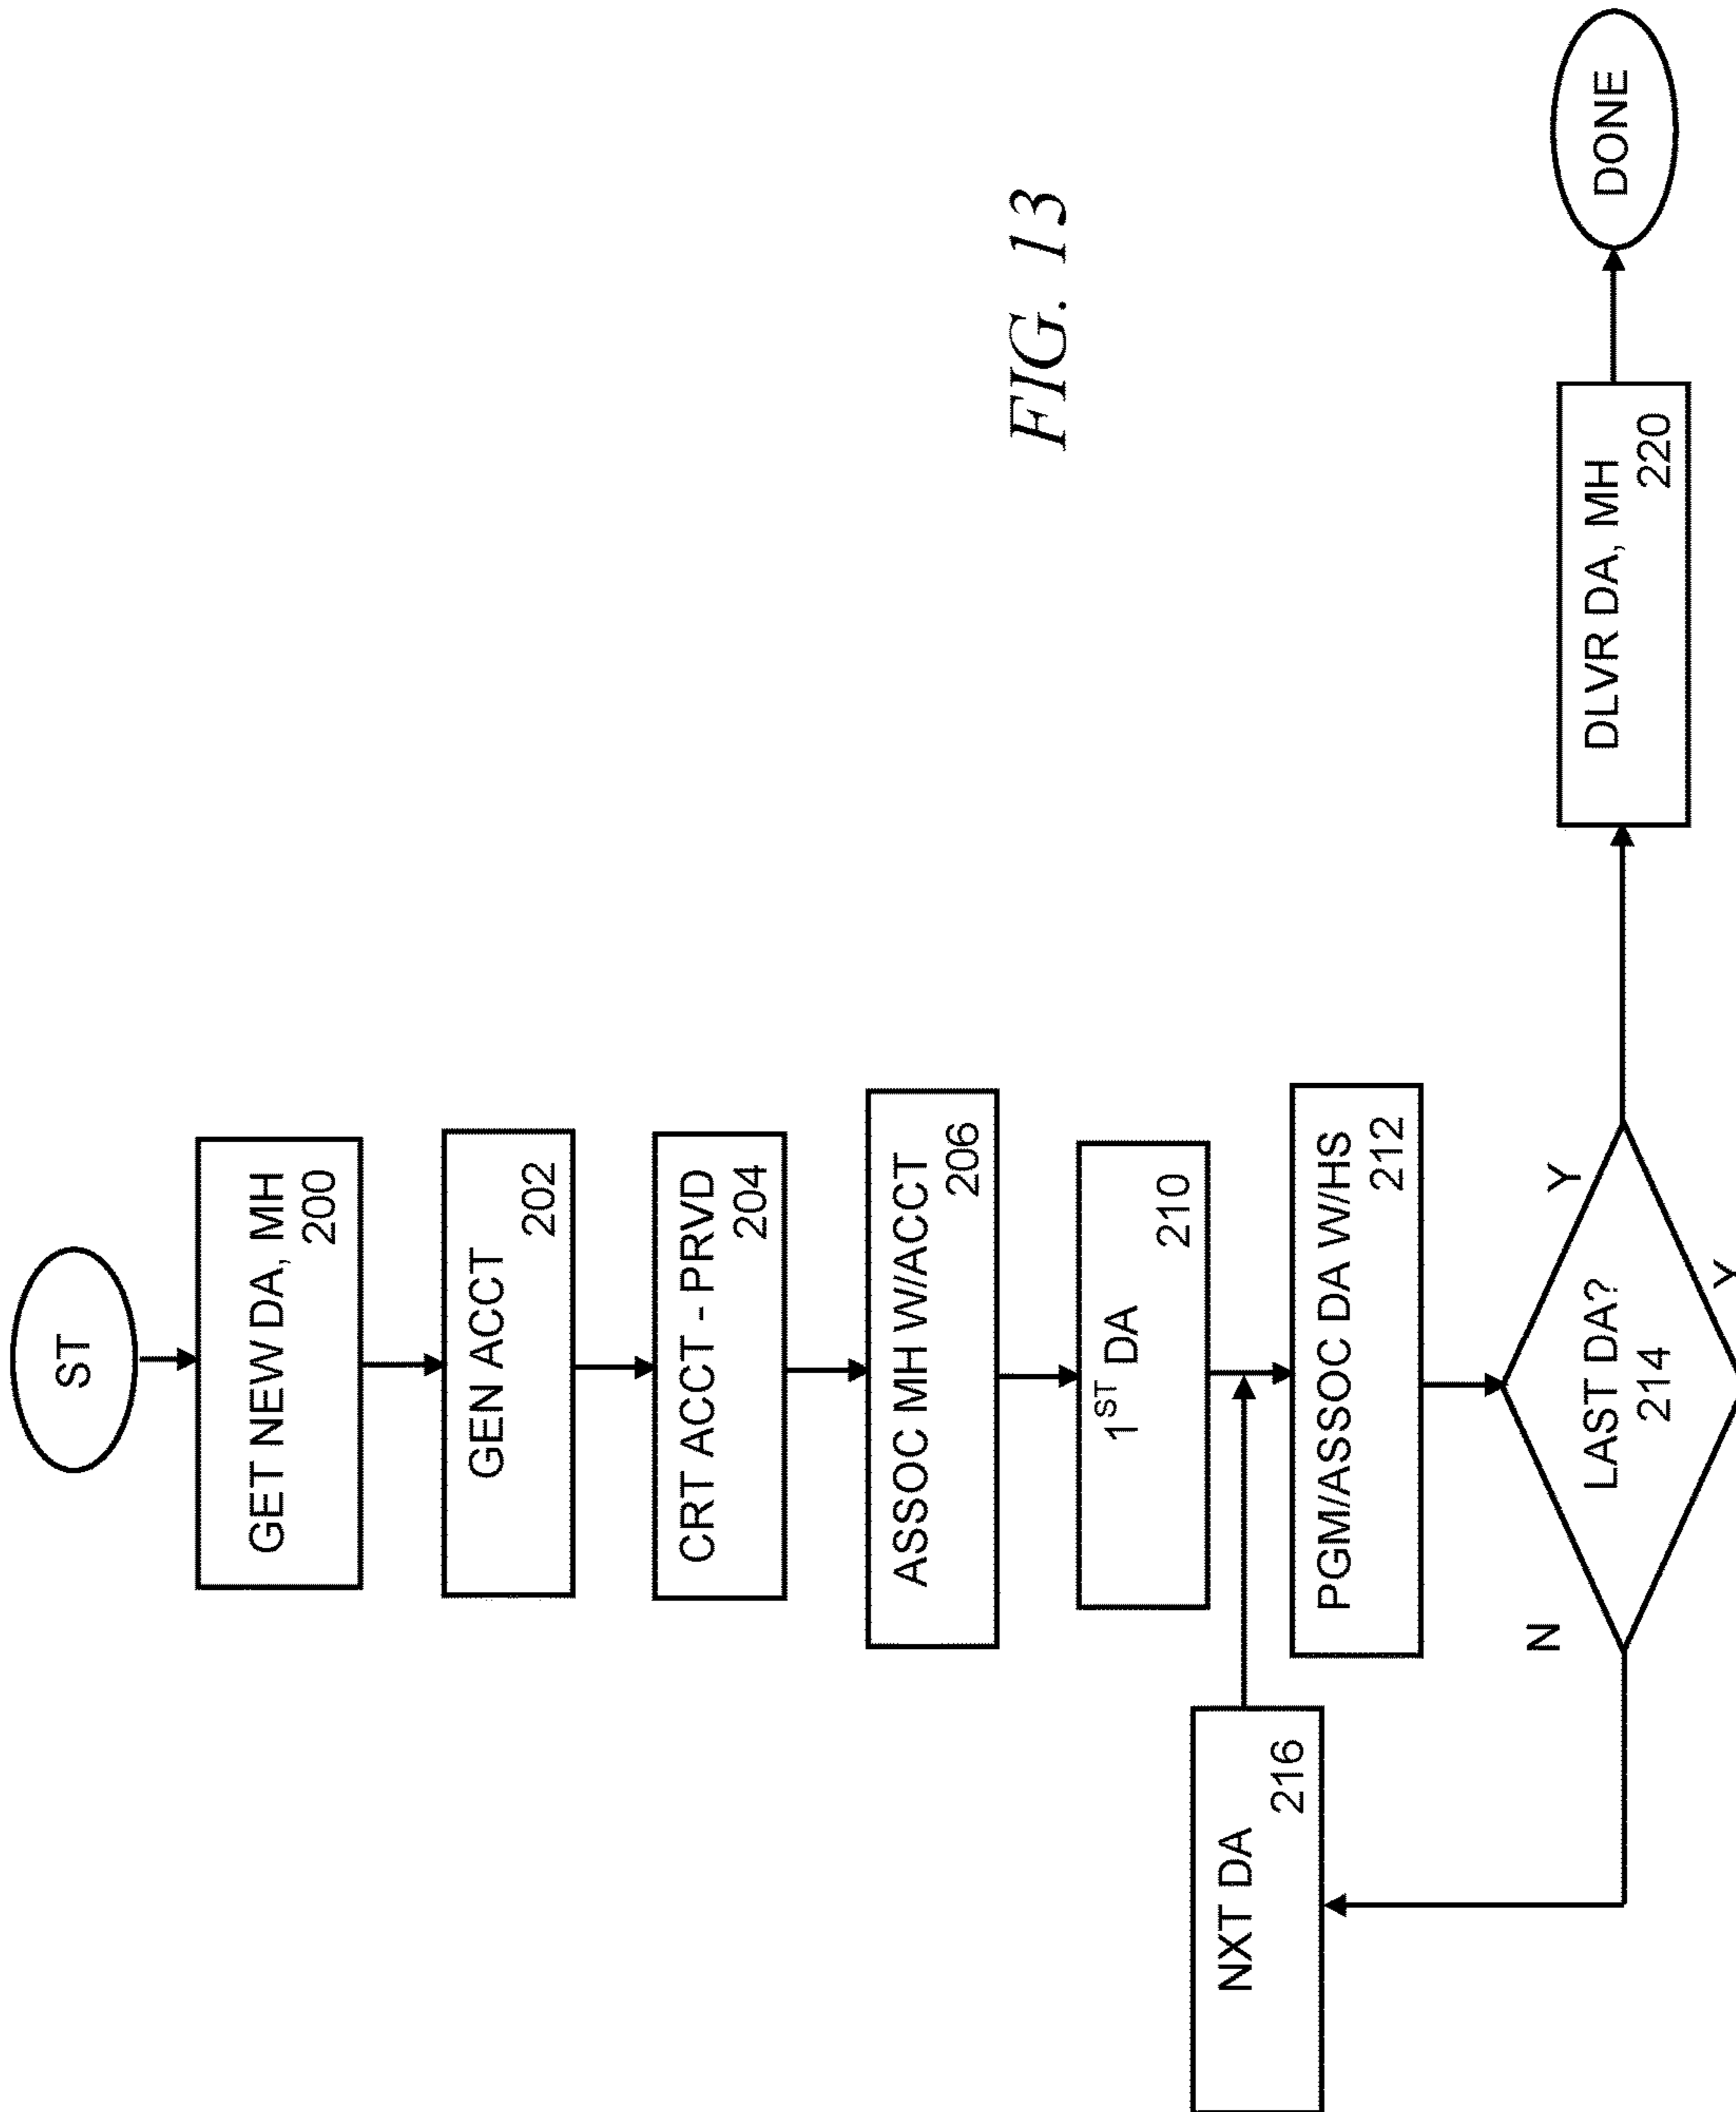 ST
GET NEW DA, MH
200
GEN ACCT
202
CRT ACCT - PRVD
204
ASSOC MH W/ACCT
206
1ST DA
210
NXT DA
216
PGM/ASSOC DA W/HS
212
N
LAST DA?
214
Y
Y
DLVR DA, MH
220
DONE
FIG. 13